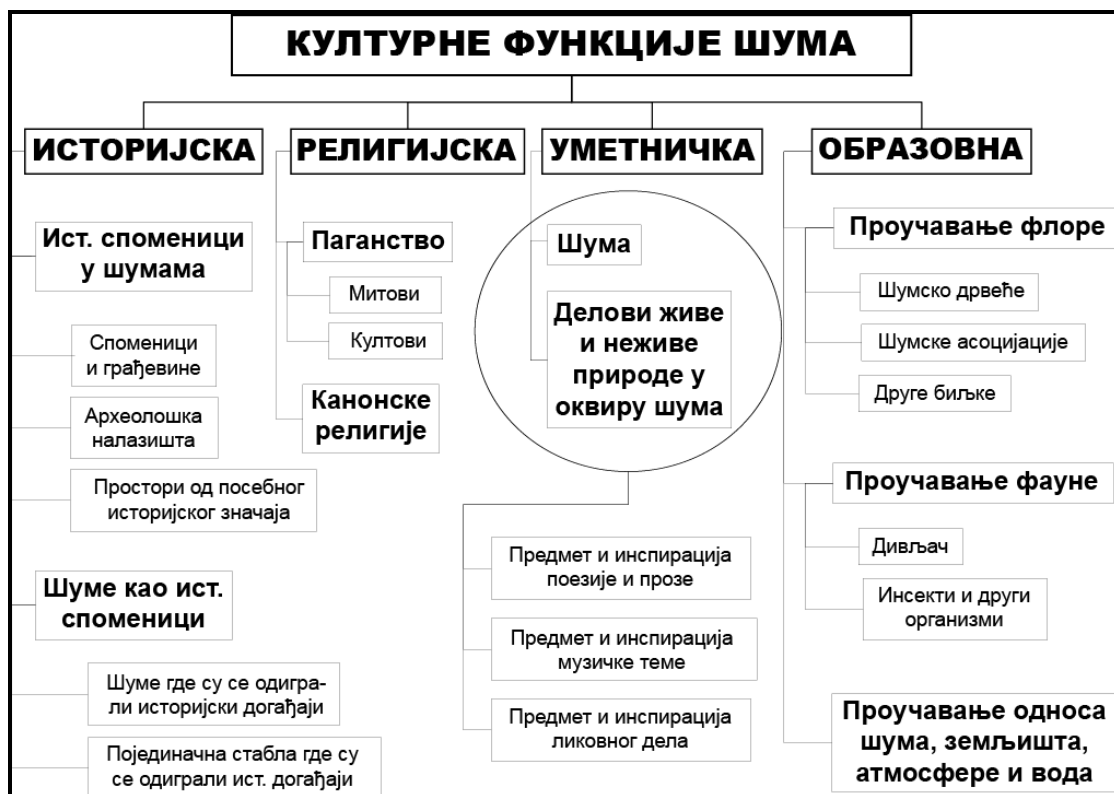 КУЛТУРНЕ ФУНКЦИЈЕ ШУМА
ИСТОРИЈСКА
Ист. споменици
у шумама
Споменици
и грађевине
Археолошка
налазишта
Простори од посебног
историјског значаја
Шуме као ист.
споменици
Шуме где су се одигра-
ли историјски догађаји
Појединачна стабла где су
се одиграли ист. догађаји
РЕЛИГИЈСКА
Паганство
Митови
Култови
Канонске
религије
УМЕТНИЧКА
Шума
Делови живе
и неживе
природе у
оквиру шума
Предмет и инспирација
поезије и прозе
Предмет и инспирација
музичке теме
Предмет и инспирација
ликовног дела
ОБРАЗОВНА
Проучавање флоре
Шумско дрвеће
Шумске асоцијације
Друге биљке
Проучавање фауне
Дивљач
Инсекти и други
организми
Проучавање односа
шума, земљишта,
атмосфере и вода